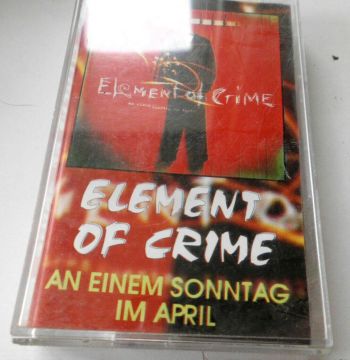 ELEMENT OF CRIME
ELEMENT
OF CRIME
AN EINEM SONNTAG
IM APRIL